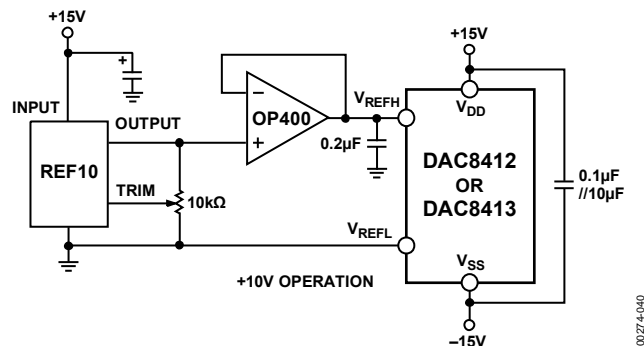 +15V
+
INPUT
OUTPUT
REF10
TRIM
10kΩ
−
OP400
+
0.2µF
VREFH
VREFL
+15V
VDD
DAC8412
OR
DAC8413
VSS
0.1µF
//10µF
+10V OPERATION
−15V
00274-040